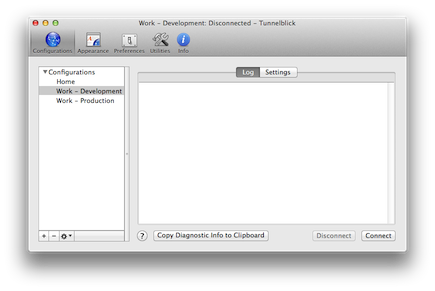 Work - Development: Disconnected - Tunnelblick
Configurations Appearance Preferences Utilities Info
Configurations
Home
Work - Development
Work - Production
Log Settings
+ -
? Copy Diagnostic Info to Clipboard Disconnect Connect